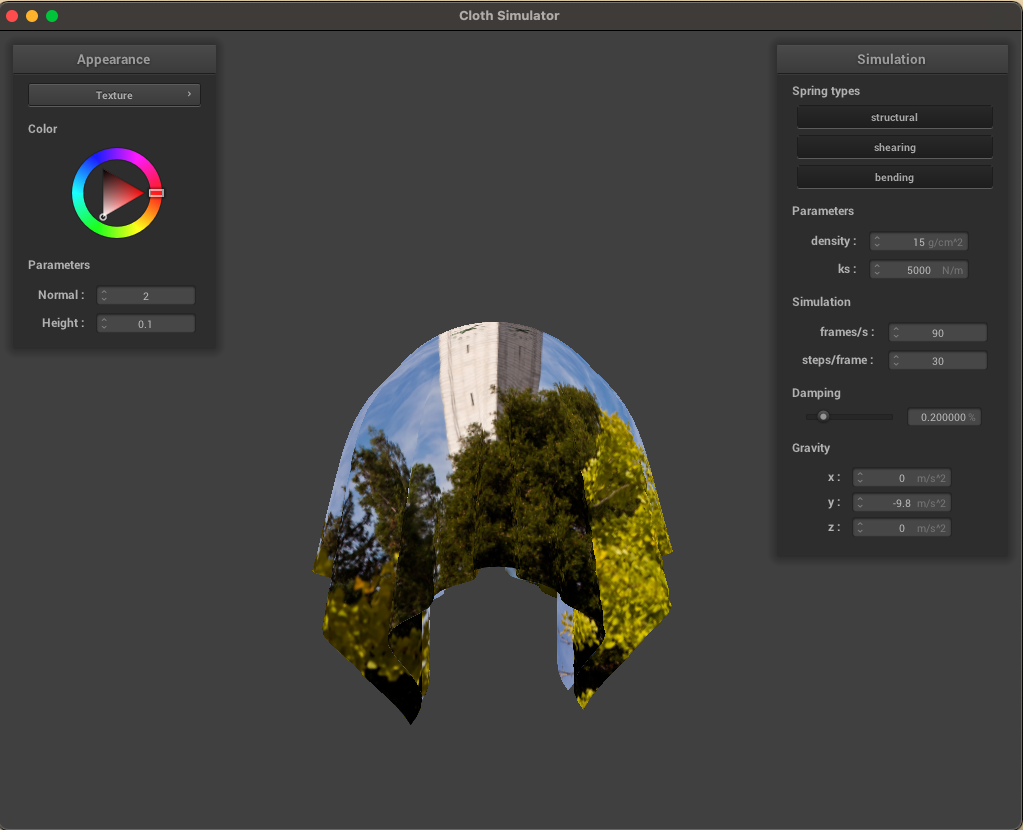 Cloth Simulator
Appearance
Texture ›
Color
Parameters
Normal : 2
Height : 0.1
Simulation
Spring types
structural
shearing
bending
Parameters
density : 15 g/cm^2
ks : 5000 N/m
Simulation
frames/s : 90
steps/frame : 30
Damping
0.200000 %
Gravity
x : 0 m/s^2
y : -9.8 m/s^2
z : 0 m/s^2